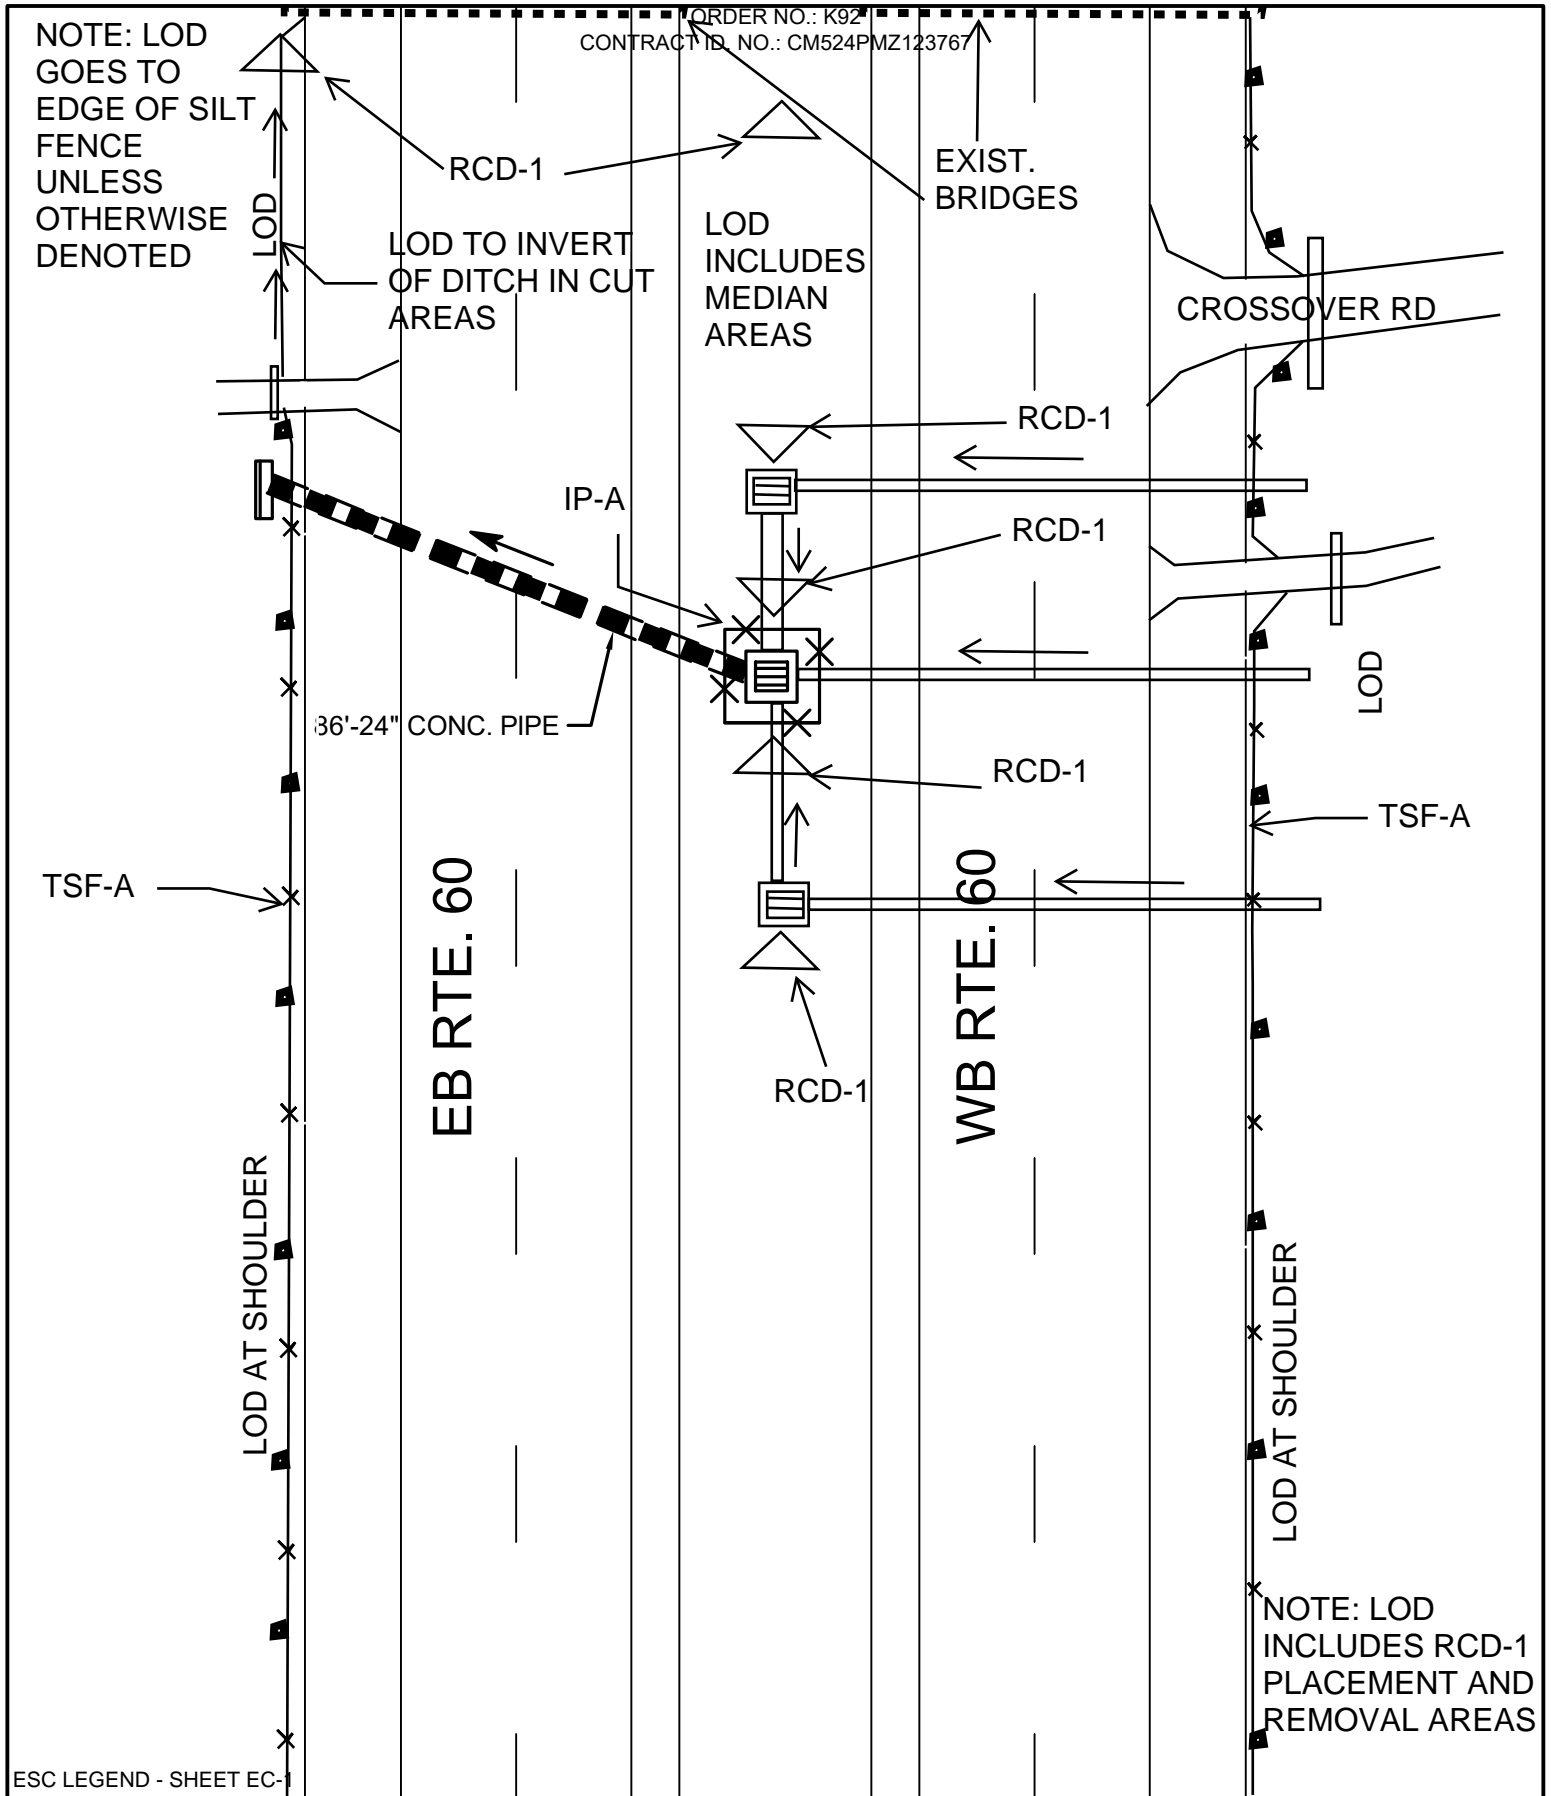 ORDER NO.: K92
CONTRACT ID. NO.: CM524PMZ123767
NOTE: LOD
GOES TO
EDGE OF SILT
FENCE
UNLESS
OTHERWISE
DENOTED
LOD
RCD-1
EXIST.
BRIDGES
LOD TO INVERT
OF DITCH IN CUT
AREAS
LOD
INCLUDES
MEDIAN
AREAS
CROSSOVER RD
RCD-1
IP-A
RCD-1
LOD
86'-24" CONC. PIPE
RCD-1
TSF-A
TSF-A
EB RTE. 60
WB RTE. 60
RCD-1
LOD AT SHOULDER
LOD AT SHOULDER
NOTE: LOD
INCLUDES RCD-1
PLACEMENT AND
REMOVAL AREAS
ESC LEGEND - SHEET EC-1